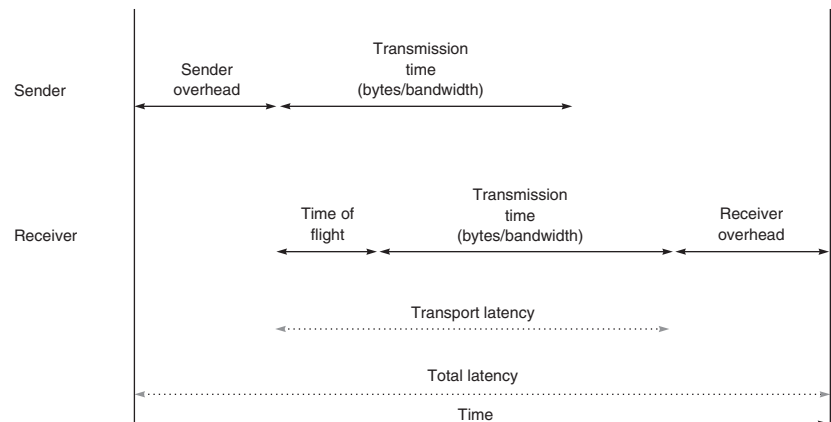 Sender
Sender
overhead
Transmission
time
(bytes/bandwidth)
Receiver
Time of
flight
Transmission
time
(bytes/bandwidth)
Receiver
overhead
Transport latency
Total latency
Time